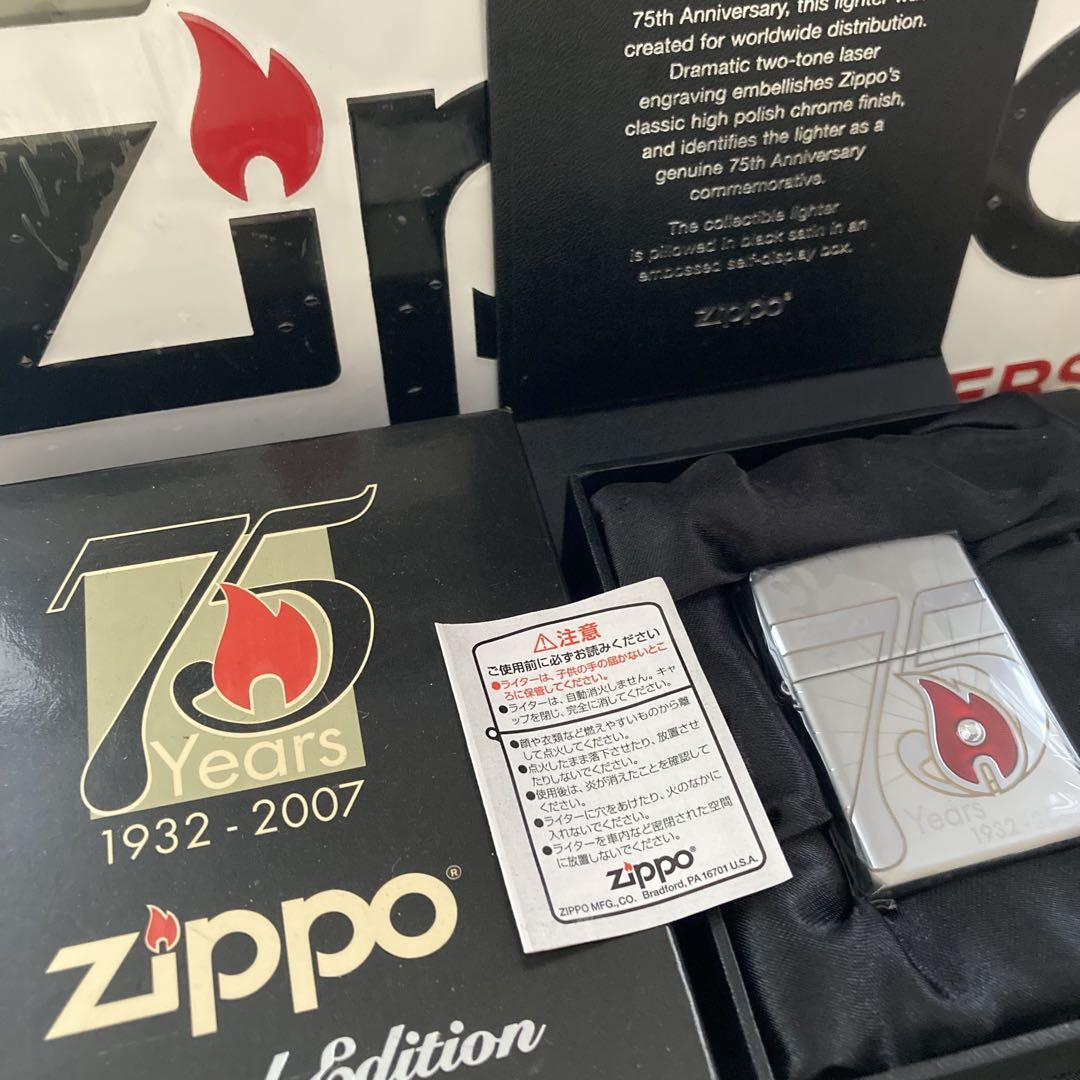 zip
75th Anniversary, this lighter
created for worldwide distribution.
Dramatic two-tone laser
engraving embellishes Zippo's
classic high polish chrome finish,
and identifies the lighter as a
genuine 75th Anniversary
commemorative.
The collectible lighter
is pillowed in black satin in an
embossed self-display box.
zippo®
75
Years
1932 - 2007
zippo®
Edition
⚠注意
ご使用前に必ずお読みください
●ライターは、子供の手の届かないとこ
ろに保管してください。
●ライターは、自動消火しません。キャ
ップを閉じ、完全に消してください。
●顔や衣類など燃えやすいものから離
して点火してください。
●点火したまま落下させたり、放置させ
たりしないでください。
●使用後は、炎が消えたことを確認して
ください。
●ライターに穴をあけたり、火のなかに
入れないでください。
●ライターを車内など密閉された空間
に放置しないでください。
zippo®
ZIPPO MFG., CO. Bradford, PA 16701 U.S.A.
75
Years
1932